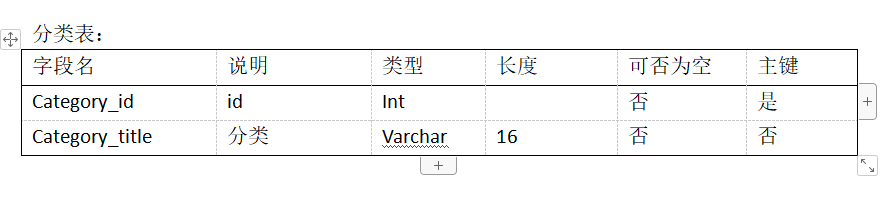 分类表：
字段名 说明 类型 长度 可否为空 主键
Category_id id Int 否 是
Category_title 分类 Varchar 16 否 否